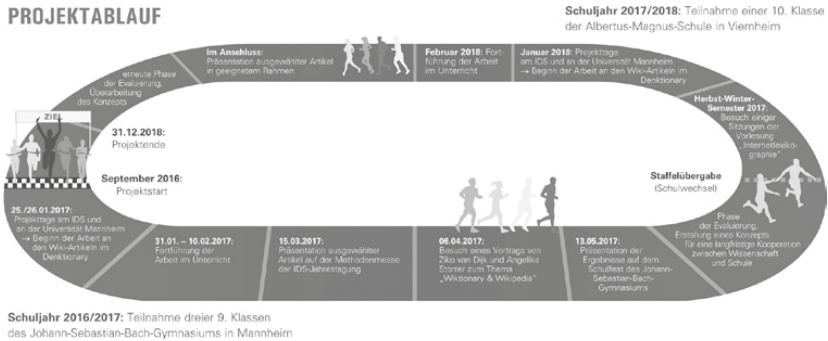 PROJEKTABLAUF
Schuljahr 2017/2018: Teilnahme einer 10. Klasse
der Albertus-Magnus-Schule in Viernheim
ZIEL
September 2016:
Projektstart
25./26.01.2017:
Projekttage am IDS und
an der Universität Mannheim
→ Beginn der Arbeit an
den Wiki-Artikeln im
Denktionary
31.01. – 10.02.2017:
Fortführung der
Arbeit im Unterricht
15.03.2017:
Präsentation ausgewählter
Artikel auf der Methodenmesse
der IDS-Jahrestagung
06.04.2017:
Besuch eines Vortrags von
Ziko van Dijk und Angelika
Storrer zum Thema
„Wiktionary & Wikipedia“
13.05.2017:
Präsentation der
Ergebnisse auf dem
Schulfest des Johann-
Sebastian-Bach-
Gymnasiums
Phase
der Evaluierung,
Erstellung eines Konzepts
für eine langfristige Kooperation
zwischen Wissenschaft
und Schule
Staffelübergabe
(Schulwechsel)
Herbst-Winter-
Semester 2017:
Besuch einiger
Sitzungen der
Vorlesung
„Internetlexiko-
graphie“
Januar 2018: Projekttage
am IDS und an der Universität Mannheim
→ Beginn der Arbeit an den Wiki-Artikeln im
Denktionary
Februar 2018: Fort-
führung der Arbeit
im Unterricht
Im Anschluss:
Präsentation ausgewählter Artikel
in geeignetem Rahmen
erneute Phase
der Evaluierung,
Überarbeitung
des Konzepts
31.12.2018:
Projektende
Schuljahr 2016/2017: Teilnahme dreier 9. Klassen
des Johann-Sebastian-Bach-Gymnasiums in Mannheim